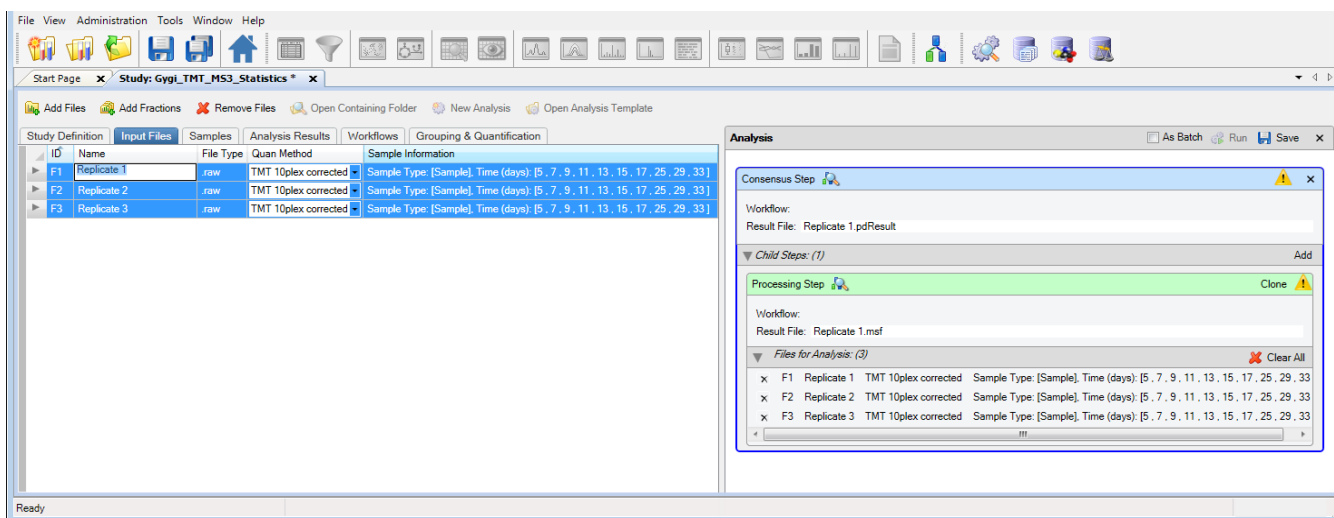 File View Administration Tools Window Help
Start Page x Study: Gygi_TMT_MS3_Statistics * x
Add Files Add Fractions Remove Files Open Containing Folder New Analysis Open Analysis Template
Study Definition Input Files Samples Analysis Results Workflows Grouping & Quantification
ID Name File Type Quan Method Sample Information
F1 Replicate 1 .raw TMT 10plex corrected Sample Type: [Sample], Time (days): [5 , 7 , 9 , 11 , 13 , 15 , 17 , 25 , 29 , 33 ]
F2 Replicate 2 .raw TMT 10plex corrected Sample Type: [Sample], Time (days): [5 , 7 , 9 , 11 , 13 , 15 , 17 , 25 , 29 , 33 ]
F3 Replicate 3 .raw TMT 10plex corrected Sample Type: [Sample], Time (days): [5 , 7 , 9 , 11 , 13 , 15 , 17 , 25 , 29 , 33 ]
Analysis As Batch Run Save x
Consensus Step x
Workflow:
Result File: Replicate 1.pdResult
Child Steps: (1) Add
Processing Step Clone
Workflow:
Result File: Replicate 1.msf
Files for Analysis: (3) Clear All
x F1 Replicate 1 TMT 10plex corrected Sample Type: [Sample], Time (days): [5 , 7 , 9 , 11 , 13 , 15 , 17 , 25 , 29 , 33
x F2 Replicate 2 TMT 10plex corrected Sample Type: [Sample], Time (days): [5 , 7 , 9 , 11 , 13 , 15 , 17 , 25 , 29 , 33
x F3 Replicate 3 TMT 10plex corrected Sample Type: [Sample], Time (days): [5 , 7 , 9 , 11 , 13 , 15 , 17 , 25 , 29 , 33
Ready